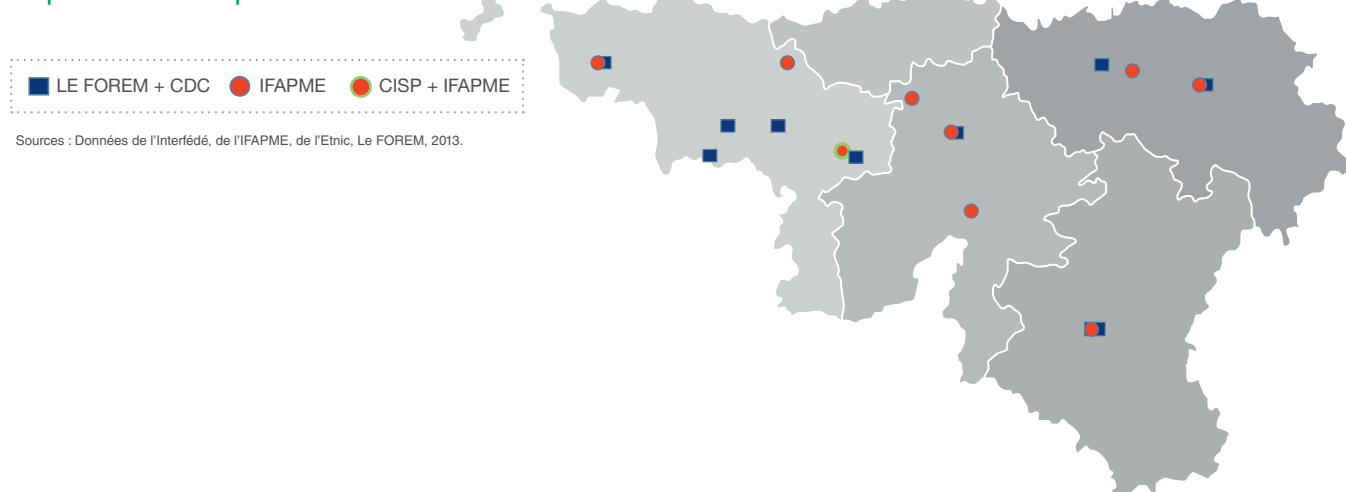 LE FOREM + CDC IFAPME CISP + IFAPME
Sources : Données de l'Interfédé, de l'IFAPME, de l'Etnic, Le FOREM, 2013.